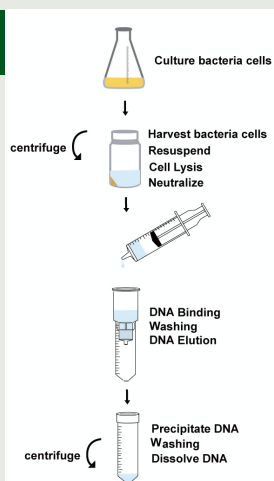 Culture bacteria cells
centrifuge
Harvest bacteria cells
Resuspend
Cell Lysis
Neutralize
DNA Binding
Washing
DNA Elution
centrifuge
Precipitate DNA
Washing
Dissolve DNA